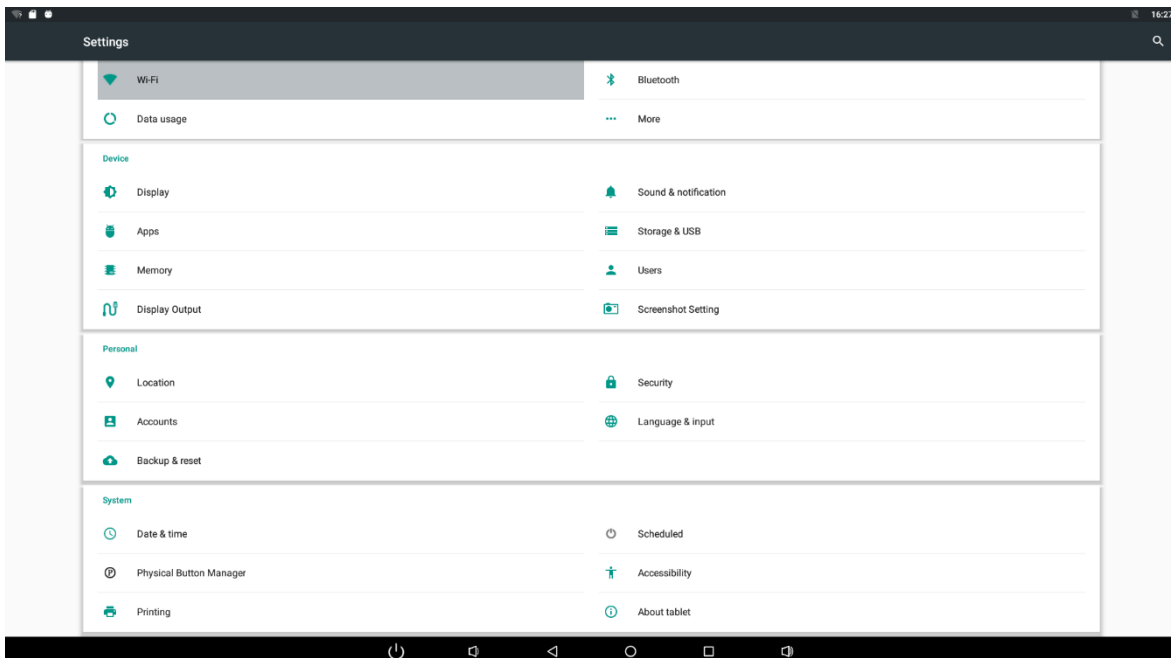 16:27
Settings
Wi-Fi
Bluetooth
Data usage
More
Device
Display
Sound & notification
Apps
Storage & USB
Memory
Users
Display Output
Screenshot Setting
Personal
Location
Security
Accounts
Language & input
Backup & reset
System
Date & time
Scheduled
Physical Button Manager
Accessibility
Printing
About tablet